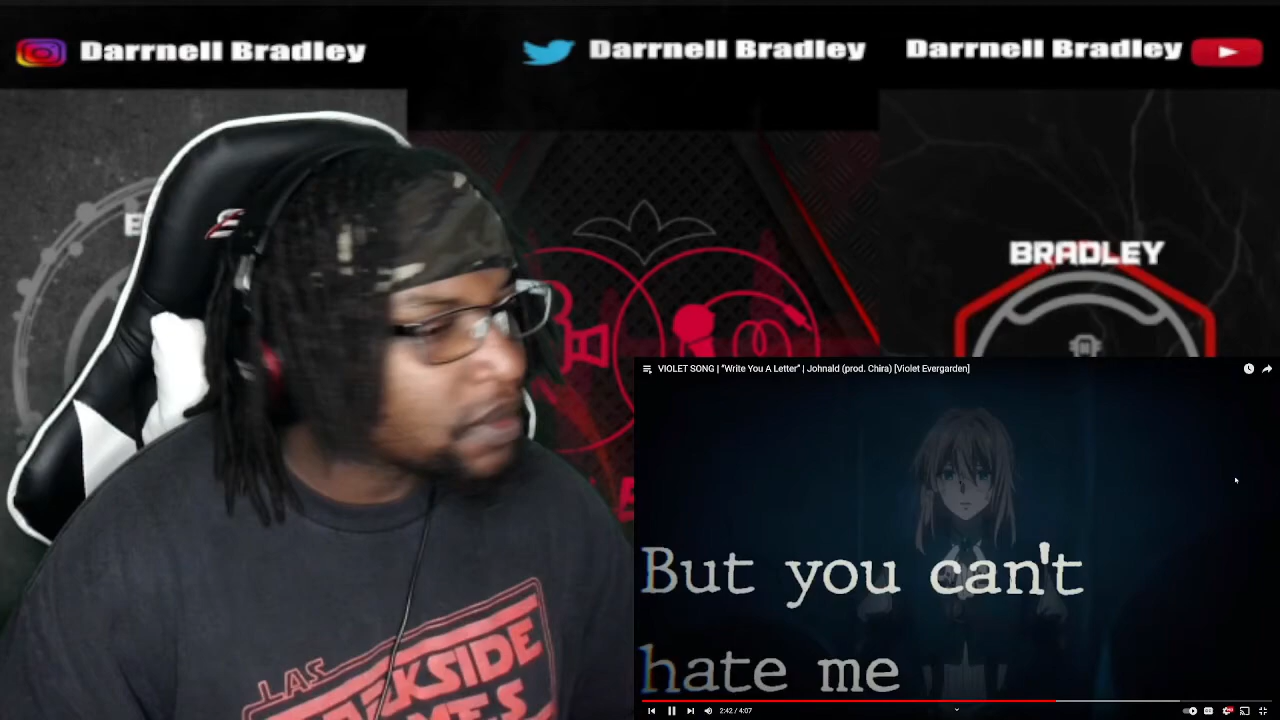 Darrnell Bradley
Darrnell Bradley
Darrnell Bradley
BRADLEY
VIOLET SONG | "Write You A Letter" | Johnald (prod. Chira) [Violet Evergarden]
But you can't
hate me
LAS
2:42 / 4:07